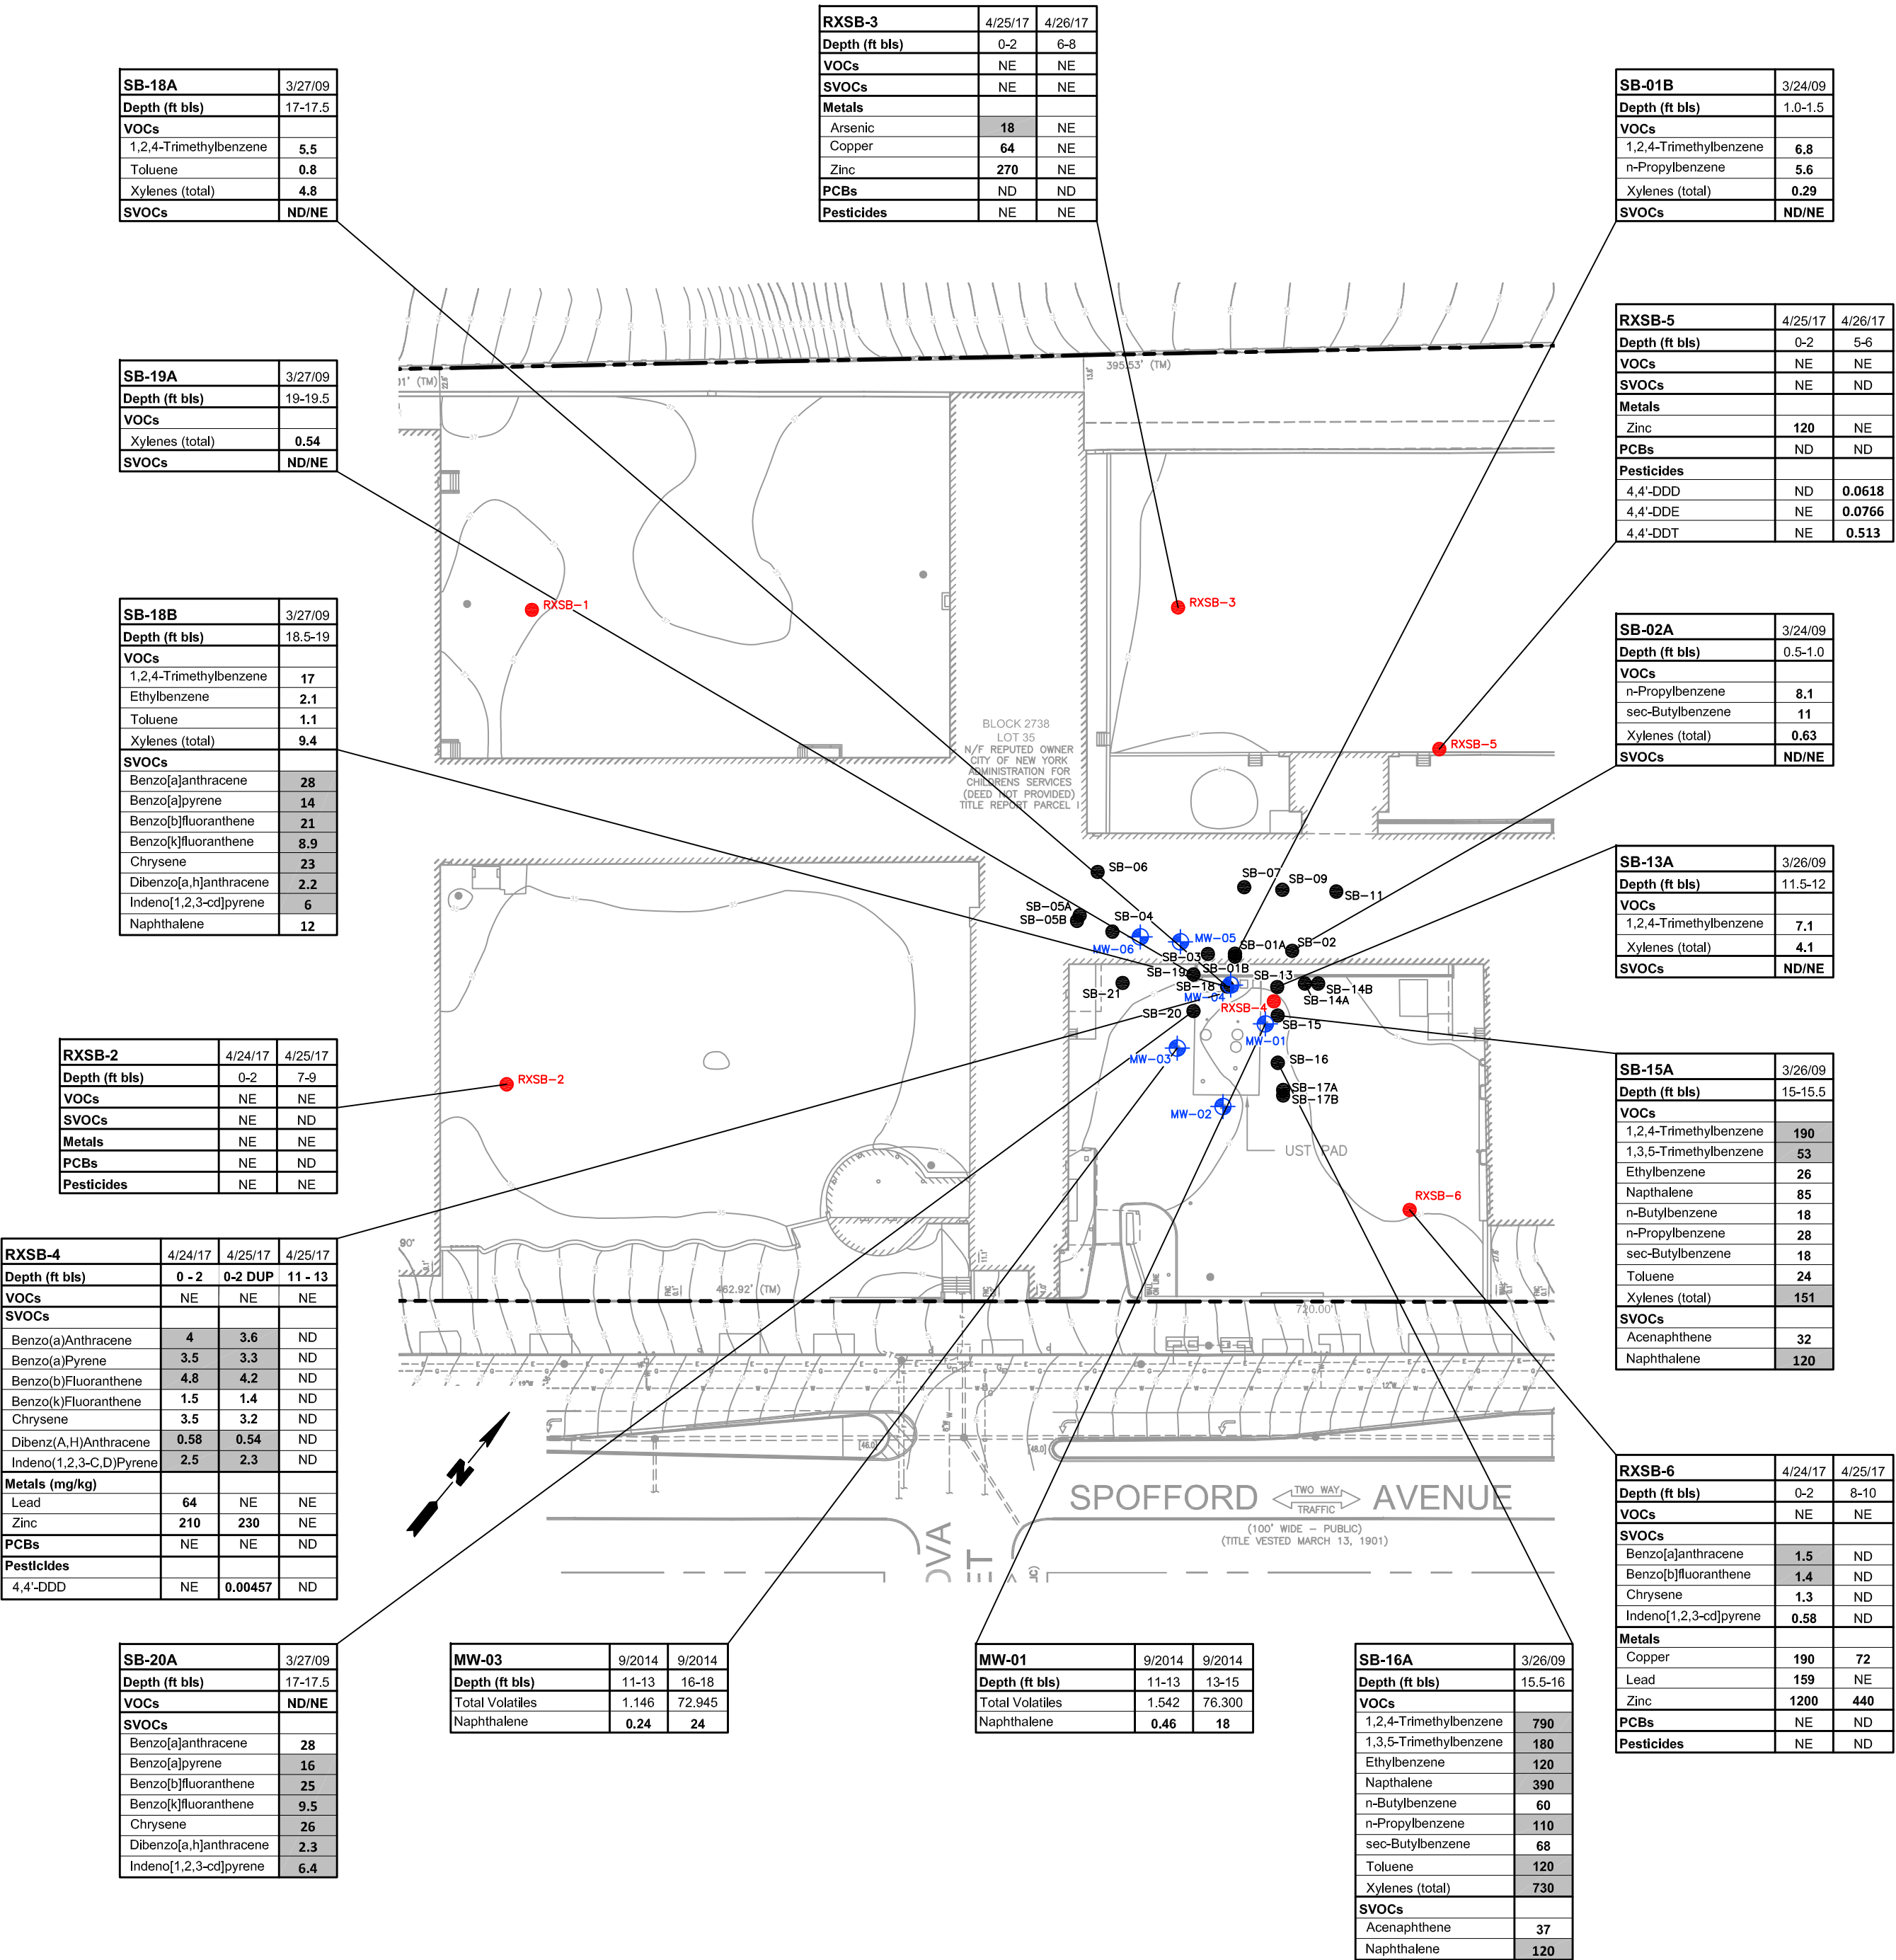 RXSB-3 4/25/17 4/26/17
Depth (ft bls) 0-2 6-8
VOCs NE NE
SVOCs NE NE
Metals
Arsenic 18 NE
Copper 64 NE
Zinc 270 NE
PCBs ND ND
Pesticides NE NE
SB-18A 3/27/09
Depth (ft bls) 17-17.5
VOCs
1,2,4-Trimethylbenzene 5.5
Toluene 0.8
Xylenes (total) 4.8
SVOCs ND/NE
SB-01B 3/24/09
Depth (ft bls) 1.0-1.5
VOCs
1,2,4-Trimethylbenzene 6.8
n-Propylbenzene 5.6
Xylenes (total) 0.29
SVOCs ND/NE
RXSB-5 4/25/17 4/26/17
Depth (ft bls) 0-2 5-6
VOCs NE NE
SVOCs NE ND
Metals
Zinc 120 NE
PCBs ND ND
Pesticides
4,4'-DDD ND 0.0618
4,4'-DDE NE 0.0766
4,4'-DDT NE 0.513
SB-19A 3/27/09
Depth (ft bls) 19-19.5
VOCs
Xylenes (total) 0.54
SVOCs ND/NE
SB-18B 3/27/09
Depth (ft bls) 18.5-19
VOCs
1,2,4-Trimethylbenzene 17
Ethylbenzene 2.1
Toluene 1.1
Xylenes (total) 9.4
SVOCs
Benzo[a]anthracene 28
Benzo[a]pyrene 14
Benzo[b]fluoranthene 21
Benzo[k]fluoranthene 8.9
Chrysene 23
Dibenzo[a,h]anthracene 2.2
Indeno[1,2,3-cd]pyrene 6
Naphthalene 12
SB-02A 3/24/09
Depth (ft bls) 0.5-1.0
VOCs
n-Propylbenzene 8.1
sec-Butylbenzene 11
Xylenes (total) 0.63
SVOCs ND/NE
SB-13A 3/26/09
Depth (ft bls) 11.5-12
VOCs
1,2,4-Trimethylbenzene 7.1
Xylenes (total) 4.1
SVOCs ND/NE
RXSB-2 4/24/17 4/25/17
Depth (ft bls) 0-2 7-9
VOCs NE NE
SVOCs NE ND
Metals NE NE
PCBs NE ND
Pesticides NE NE
SB-15A 3/26/09
Depth (ft bls) 15-15.5
VOCs
1,2,4-Trimethylbenzene 190
1,3,5-Trimethylbenzene 53
Ethylbenzene 26
Napthalene 85
n-Butylbenzene 18
n-Propylbenzene 28
sec-Butylbenzene 18
Toluene 24
Xylenes (total) 151
SVOCs
Acenaphthene 32
Naphthalene 120
RXSB-4 4/24/17 4/25/17 4/25/17
Depth (ft bls) 0 - 2 0-2 DUP 11 - 13
VOCs NE NE NE
SVOCs
Benzo(a)Anthracene 4 3.6 ND
Benzo(a)Pyrene 3.5 3.3 ND
Benzo(b)Fluoranthene 4.8 4.2 ND
Benzo(k)Fluoranthene 1.5 1.4 ND
Chrysene 3.5 3.2 ND
Dibenz(A,H)Anthracene 0.58 0.54 ND
Indeno(1,2,3-C,D)Pyrene 2.5 2.3 ND
Metals (mg/kg)
Lead 64 NE NE
Zinc 210 230 NE
PCBs NE NE ND
Pesticides
4,4'-DDD NE 0.00457 ND
RXSB-6 4/24/17 4/25/17
Depth (ft bls) 0-2 8-10
VOCs NE NE
SVOCs
Benzo[a]anthracene 1.5 ND
Benzo[b]fluoranthene 1.4 ND
Chrysene 1.3 ND
Indeno[1,2,3-cd]pyrene 0.58 ND
Metals
Copper 190 72
Lead 159 NE
Zinc 1200 440
PCBs NE ND
Pesticides NE ND
SB-20A 3/27/09
Depth (ft bls) 17-17.5
VOCs ND/NE
SVOCs
Benzo[a]anthracene 28
Benzo[a]pyrene 16
Benzo[b]fluoranthene 25
Benzo[k]fluoranthene 9.5
Chrysene 26
Dibenzo[a,h]anthracene 2.3
Indeno[1,2,3-cd]pyrene 6.4
MW-03 9/2014 9/2014
Depth (ft bls) 11-13 16-18
Total Volatiles 1.146 72.945
Naphthalene 0.24 24
MW-01 9/2014 9/2014
Depth (ft bls) 11-13 13-15
Total Volatiles 1.542 76.300
Naphthalene 0.46 18
SB-16A 3/26/09
Depth (ft bls) 15.5-16
VOCs
1,2,4-Trimethylbenzene 790
1,3,5-Trimethylbenzene 180
Ethylbenzene 120
Napthalene 390
n-Butylbenzene 60
n-Propylbenzene 110
sec-Butylbenzene 68
Toluene 120
Xylenes (total) 730
SVOCs
Acenaphthene 37
Naphthalene 120
395.53' (TM)
01' (TM)
22.6'
13.6'
RXSB-1
RXSB-3
RXSB-5
BLOCK 2738
LOT 35
N/F REPUTED OWNER
CITY OF NEW YORK
ADMINISTRATION FOR
CHILDRENS SERVICES
(DEED NOT PROVIDED)
TITLE REPORT PARCEL I
SB-06
SB-07
SB-09
SB-11
SB-05A
SB-05B
SB-04
MW-06
MW-05
SB-03
SB-01A
SB-02
SB-19
SB-01B
SB-18
SB-13
SB-21
MW-04
SB-14A
SB-14B
RXSB-4
SB-20
SB-15
MW-01
MW-03
SB-16
SB-17A
SB-17B
MW-02
UST PAD
RXSB-2
RXSB-6
90°
462.92' (TM)
720.00'
12"W
12"W
8"W
[46.0]
[48.0]
N
SPOFFORD TWO WAY TRAFFIC AVENUE
(100' WIDE - PUBLIC)
(TITLE VESTED MARCH 13, 1901)
OVA
ET